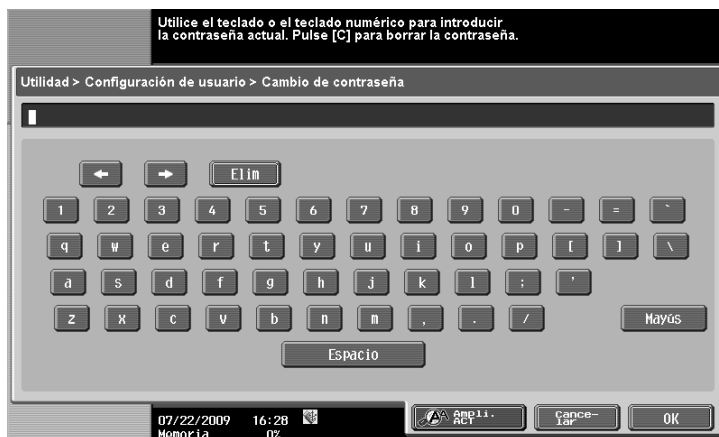 Utilice el teclado o el teclado numérico para introducir
la contraseña actual. Pulse [C] para borrar la contraseña.
Utilidad > Configuración de usuario > Cambio de contraseña
Elim
1 2 3 4 5 6 7 8 9 0 - = `
q w e r t y u i o p [ ] \
a s d f g h j k l ; '
z x c v b n m , . / Mayús
Espacio
07/22/2009 16:28
Memoria 0%
Ampli.
ACT
Cance-
lar
OK